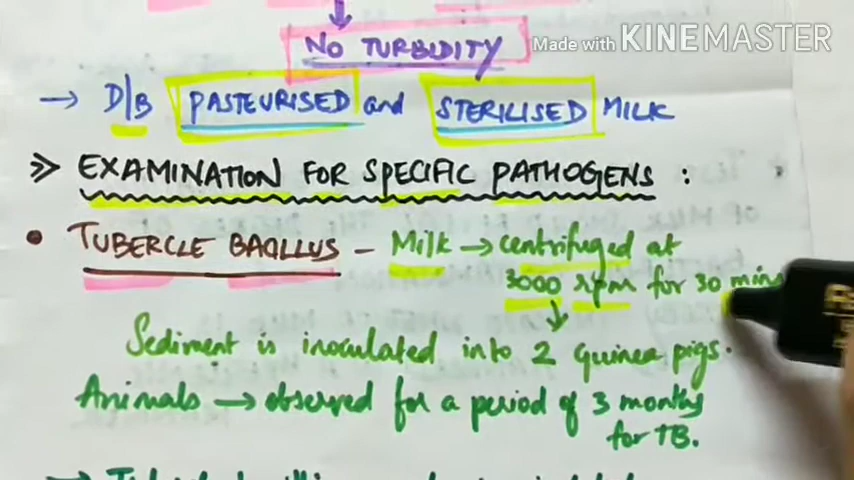 NO TURBIDITY
Made with KINEMASTER
→ D/B PASTEURISED and STERILISED MILK
» EXAMINATION FOR SPECIFIC PATHOGENS :
• TUBERCLE BACILLUS - Milk → centrifuged at
3000 rpm for 30 mins
↓
Sediment is inoculated into 2 guinea pigs.
Animals → observed for a period of 3 months
for TB.